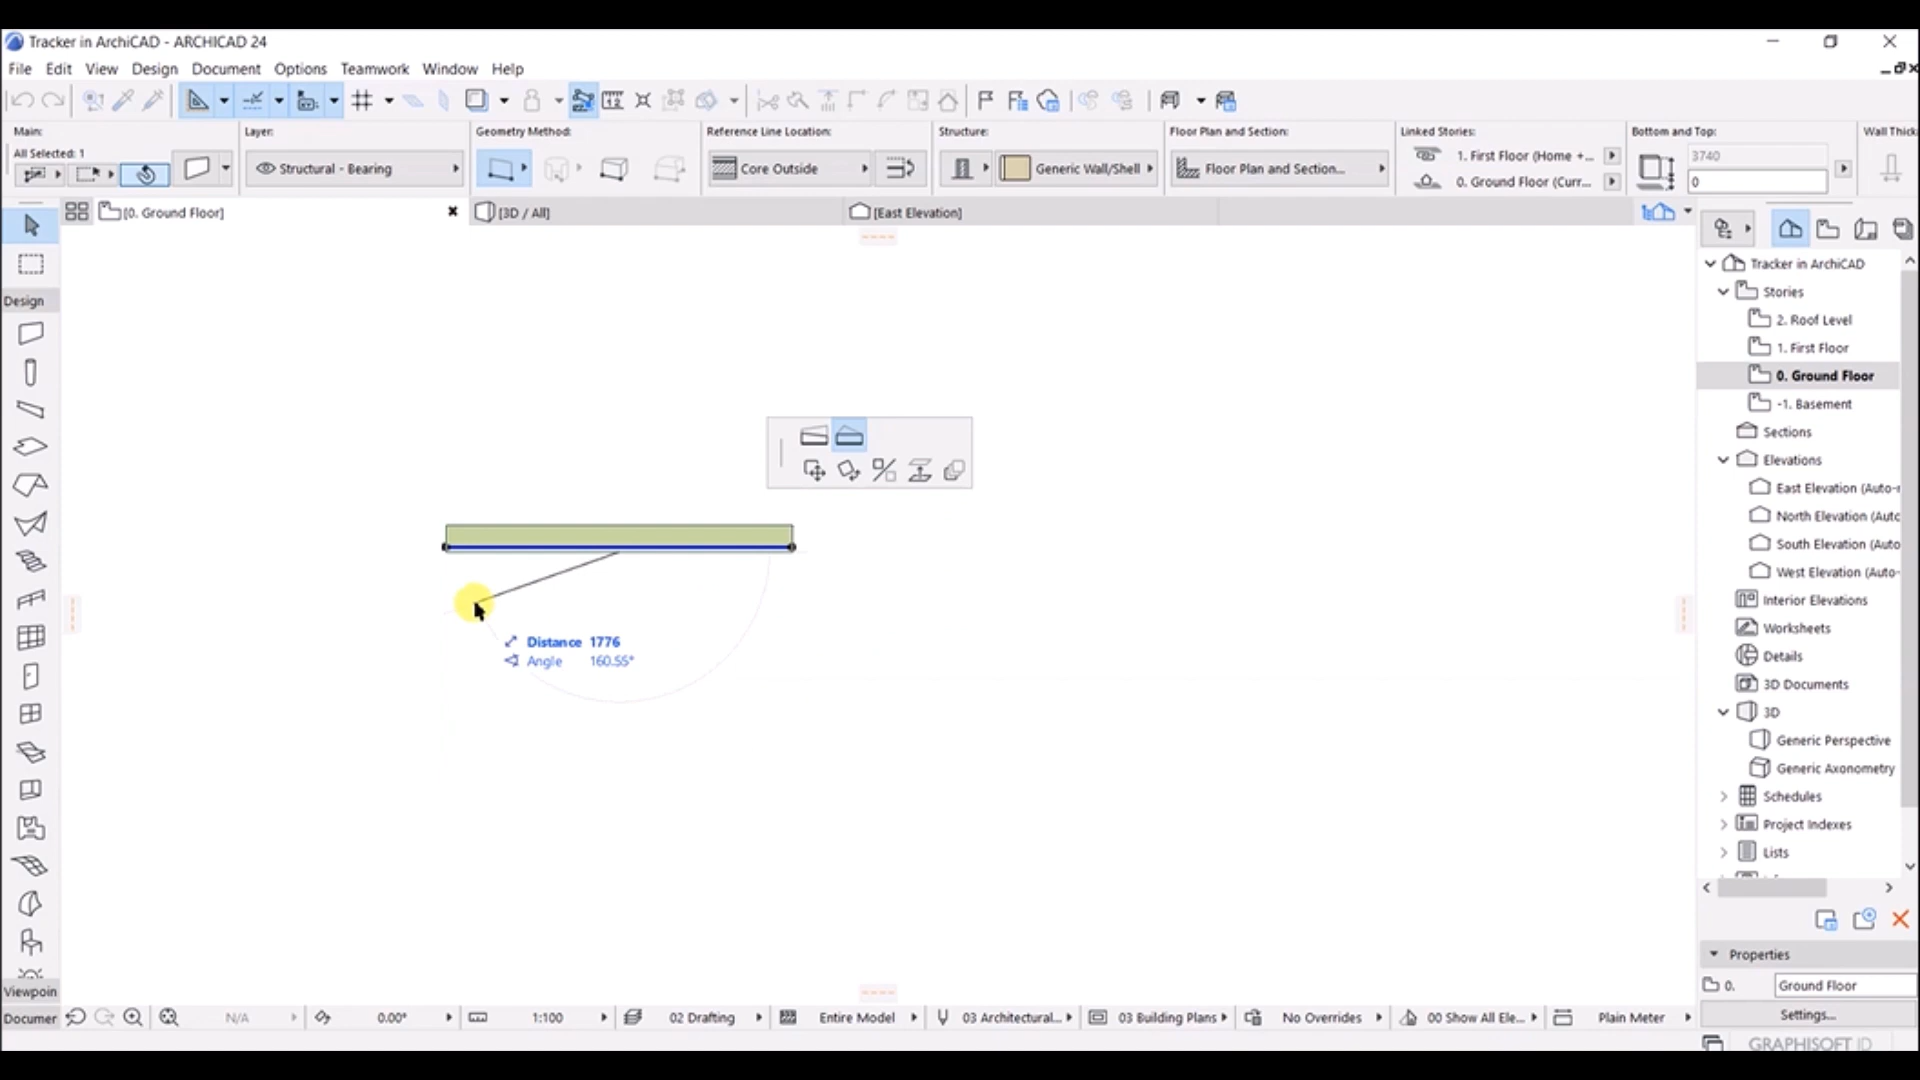 Tracker in ArchiCAD - ARCHICAD 24
File Edit View Design Document Options Teamwork Window Help
Main:
All Selected: 1
Layer:
Structural - Bearing
Geometry Method:
Reference Line Location:
Core Outside
Structure:
Generic Wall/Shell
Floor Plan and Section:
Floor Plan and Section...
Linked Stories:
1. First Floor (Home +...
0. Ground Floor (Curr...
Bottom and Top:
3740
0
Wall Thick
[0. Ground Floor]
[3D / All]
[East Elevation]
Design
Viewpoin
Documer
Distance 1776
Angle 160.55°
Tracker in ArchiCAD
Stories
2. Roof Level
1. First Floor
0. Ground Floor
-1. Basement
Sections
Elevations
East Elevation (Auto-r
North Elevation (Autc
South Elevation (Auto
West Elevation (Auto-
Interior Elevations
Worksheets
Details
3D Documents
3D
Generic Perspective
Generic Axonometry
Schedules
Project Indexes
Lists
Properties
0. Ground Floor
Settings...
N/A 0.00° 1:100 02 Drafting Entire Model 03 Architectural... 03 Building Plans No Overrides 00 Show All Ele... Plain Meter
GRAPHISOFT ID